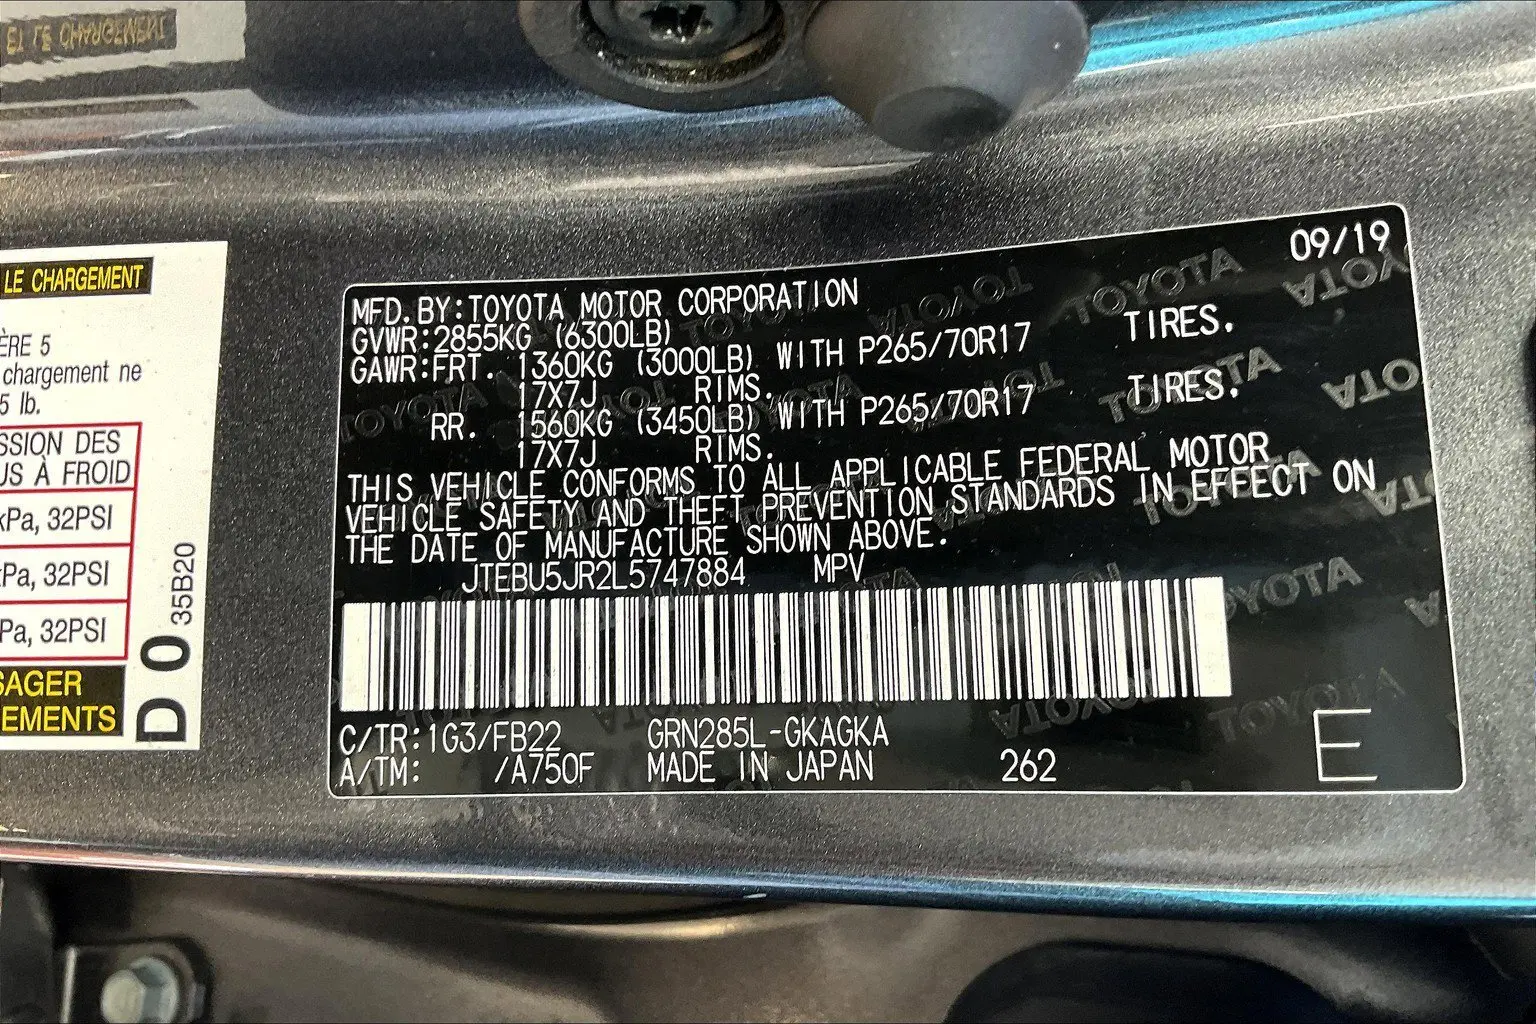 LE CHARGEMENT
ÈRE 5
chargement ne
5 lb.
SSION DES
US À FROID
kPa, 32PSI
kPa, 32PSI
Pa, 32PSI
SAGER
EMENTS
D0
35B20
09/19
MFD.BY:TOYOTA MOTOR CORPORATION
GVWR:2855KG (6300LB)
GAWR:FRT. 1360KG (3000LB) WITH P265/70R17 TIRES.
17X7J RIMS.
RR. 1560KG (3450LB) WITH P265/70R17 TIRES.
17X7J RIMS.
THIS VEHICLE CONFORMS TO ALL APPLICABLE FEDERAL MOTOR
VEHICLE SAFETY AND THEFT PREVENTION STANDARDS IN EFFECT ON
THE DATE OF MANUFACTURE SHOWN ABOVE.
JTEBU5JR2L5747884 MPV
C/TR:1G3/FB22 GRN285L-GKAGKA
A/TM: /A750F MADE IN JAPAN 262 E